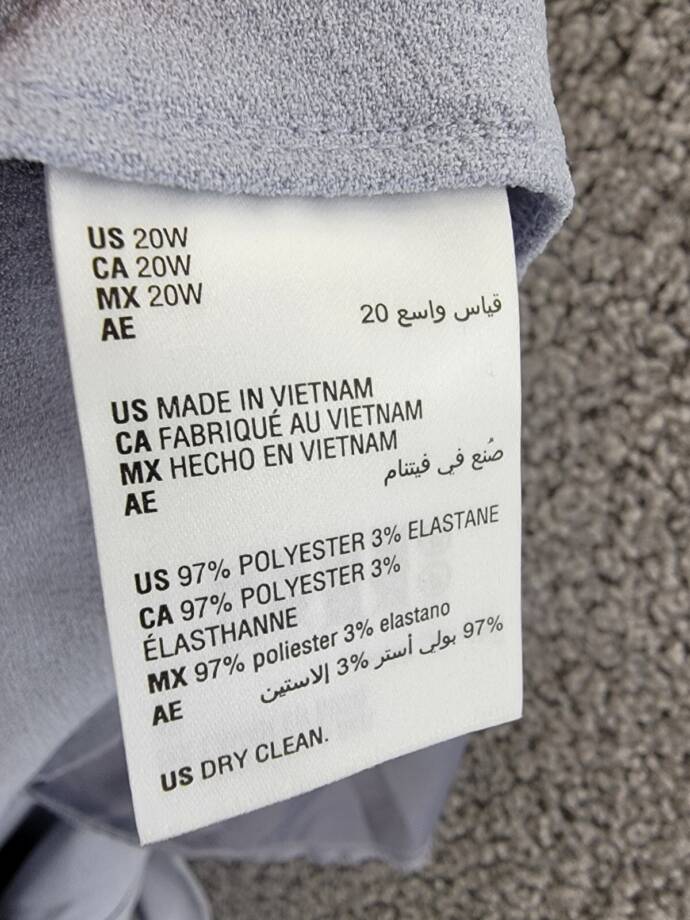 US 20W
CA 20W
MX 20W
AE قياس واسع 20
US MADE IN VIETNAM
CA FABRIQUÉ AU VIETNAM
MX HECHO EN VIETNAM
AE صُنع في فيتنام
US 97% POLYESTER 3% ELASTANE
CA 97% POLYESTER 3%
ÉLASTHANNE
MX 97% poliester 3% elastano
AE 97% بولي أستر 3% إلاستين
US DRY CLEAN.